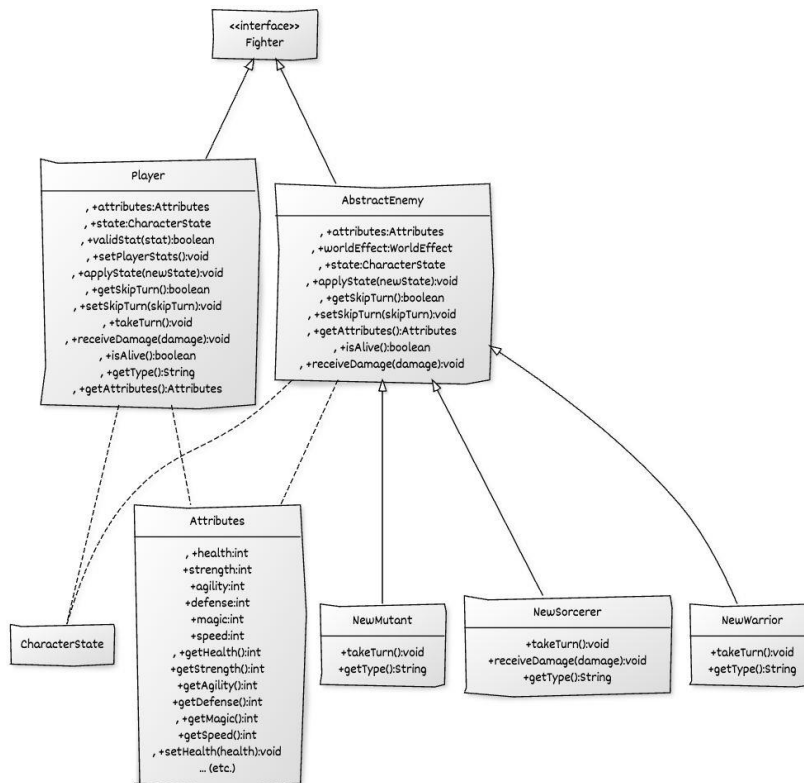 <<interface>>
Fighter
Player
, +attributes:Attributes
, +state:CharacterState
, +validStat(stat):boolean
, +setPlayerStats():void
, +applyState(newState):void
, +getSkipTurn():boolean
, +setSkipTurn(skipTurn):void
, +takeTurn():void
, +receiveDamage(damage):void
, +isAlive():boolean
, +getType():String
, +getAttributes():Attributes
AbstractEnemy
, +attributes:Attributes
, +worldEffect:WorldEffect
, +state:CharacterState
, +applyState(newState):void
, +getSkipTurn():boolean
, +setSkipTurn(skipTurn):void
, +getAttributes():Attributes
, +isAlive():boolean
, +receiveDamage(damage):void
Attributes
, +health:int
+strength:int
+agility:int
+defense:int
+magic:int
+speed:int
, +getHealth():int
+getStrength():int
+getAgility():int
+getDefense():int
, +getMagic():int
+getSpeed():int
, +setHealth(health):void
... (etc.)
CharacterState
NewMutant
+takeTurn():void
+getType():String
NewSorcerer
+takeTurn():void
+receiveDamage(damage):void
+getType():String
NewWarrior
+takeTurn():void
+getType():String